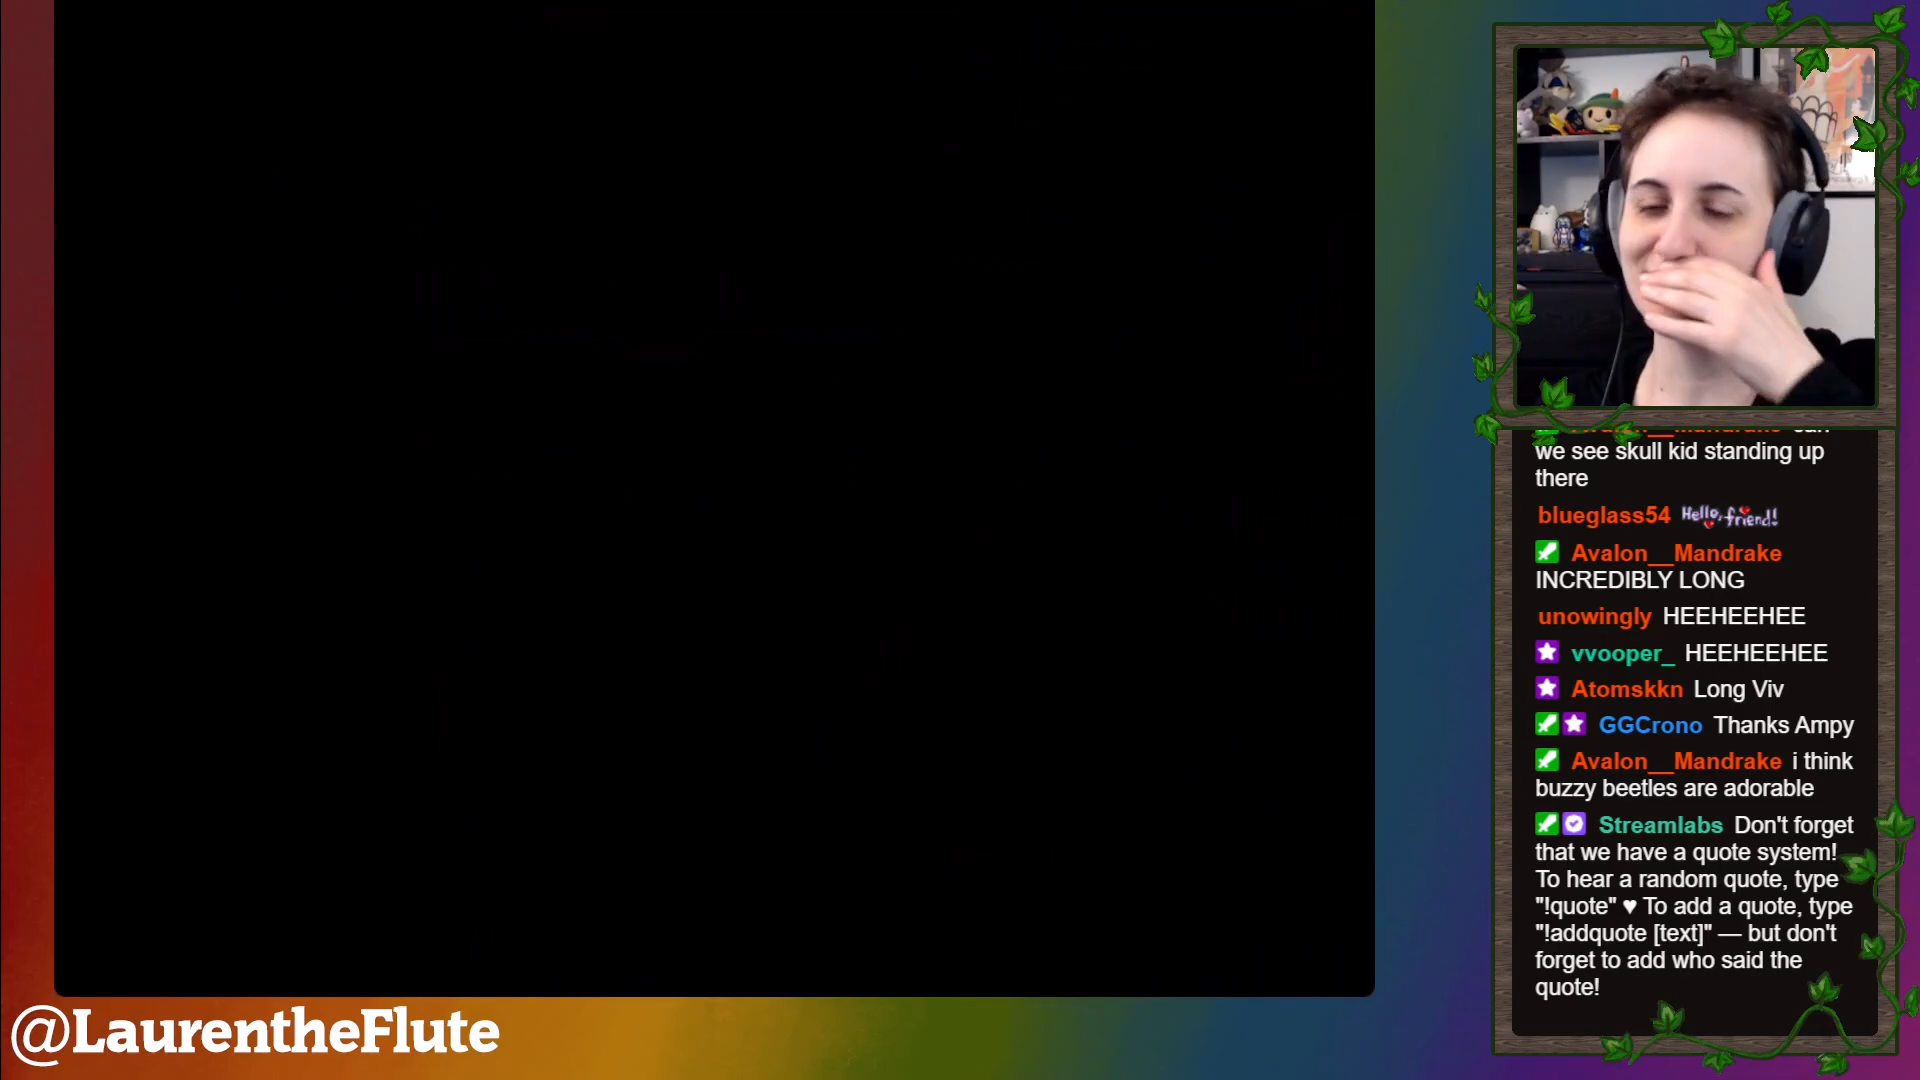 we see skull kid standing up
there
blueglass54 Hello, friend!
Avalon__Mandrake
INCREDIBLY LONG
unowingly HEEHEEHEE
vvooper_ HEEHEEHEE
Atomskkn Long Viv
GGCrono Thanks Ampy
Avalon__Mandrake i think
buzzy beetles are adorable
Streamlabs Don't forget
that we have a quote system!
To hear a random quote, type
"!quote" ♥ To add a quote, type
"!addquote [text]" — but don't
forget to add who said the
quote!
@LaurentheFlute